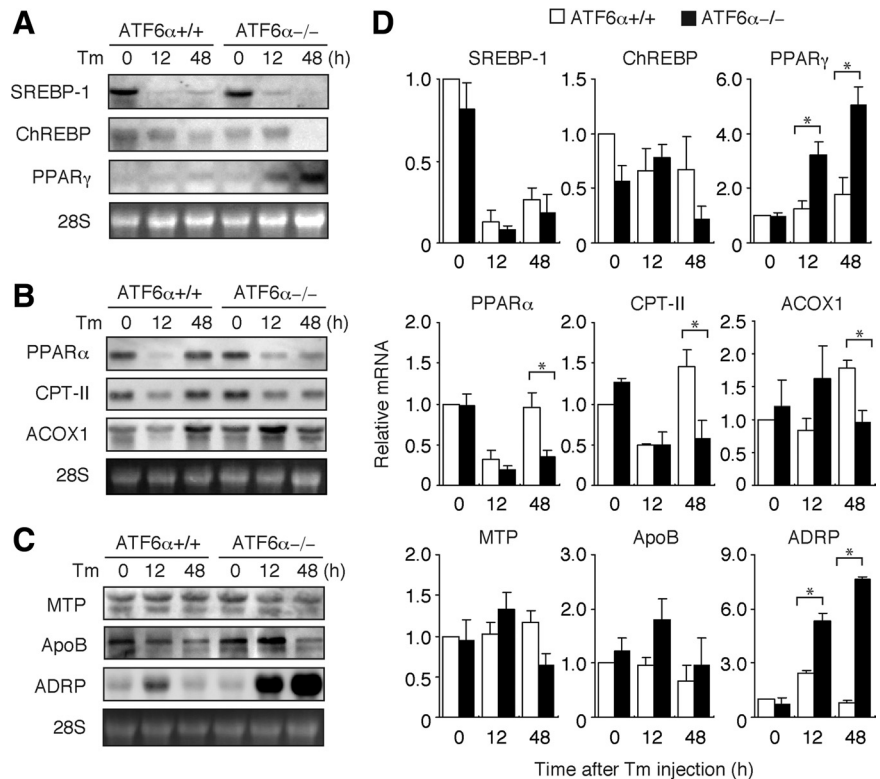 A
ATF6α+/+ ATF6α−/−
Tm 0 12 48 0 12 48 (h)
SREBP-1
ChREBP
PPARγ
28S
B
ATF6α+/+ ATF6α−/−
Tm 0 12 48 0 12 48 (h)
PPARα
CPT-II
ACOX1
28S
C
ATF6α+/+ ATF6α−/−
Tm 0 12 48 0 12 48 (h)
MTP
ApoB
ADRP
28S
D
ATF6α+/+ ATF6α−/−
SREBP-1 ChREBP PPARγ
1.0
0.5
0
0 12 48
1.5
1.0
0.5
0
0 12 48
6.0
4.0
2.0
0
* *
0 12 48
Relative mRNA
PPARα CPT-II ACOX1
2.0
1.5
1.0
0.5
0
*
0 12 48
2.0
1.5
1.0
0.5
0
*
0 12 48
2.5
2.0
1.5
1.0
0.5
0
*
0 12 48
MTP ApoB ADRP
2.0
1.5
1.0
0.5
0
0 12 48
3.0
2.0
1.0
0
0 12 48
9.0
6.0
3.0
0
* *
0 12 48
Time after Tm injection (h)